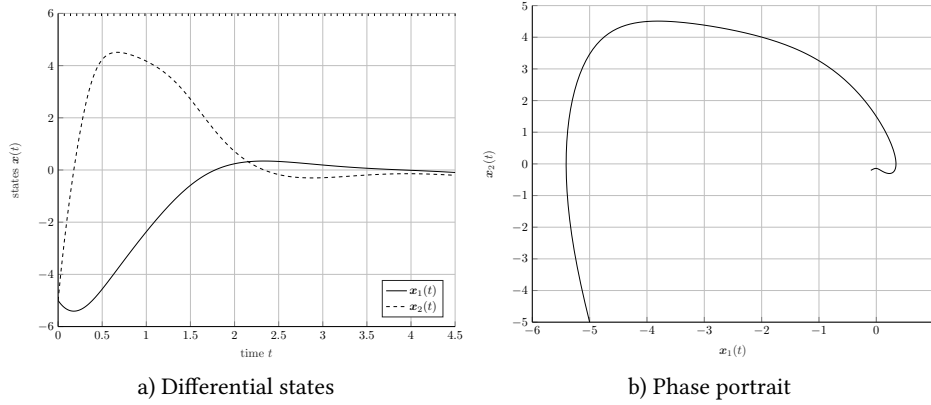 6
4
2
0
−2
−4
−6
states x(t)
x₁(t)
x₂(t)
0 0.5 1 1.5 2 2.5 3 3.5 4 4.5
time t
a) Differential states
5
4
3
2
1
0
−1
−2
−3
−4
−5
x₂(t)
−6 −5 −4 −3 −2 −1 0
x₁(t)
b) Phase portrait